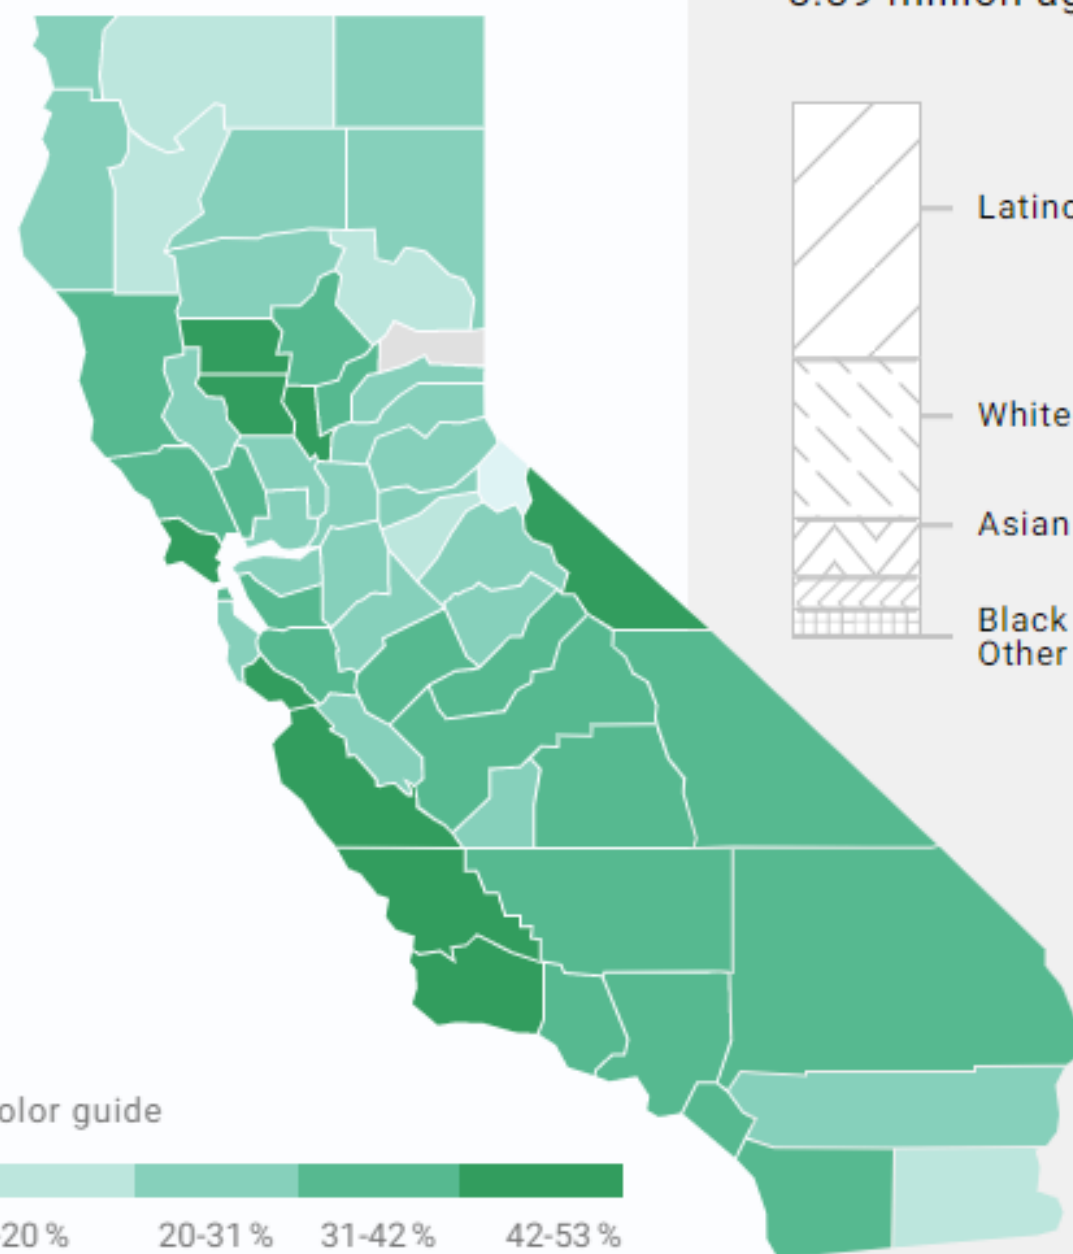 Latino
White
Asian
Black
Other
olor guide
20 %
20-31 %
31-42 %
42-53 %